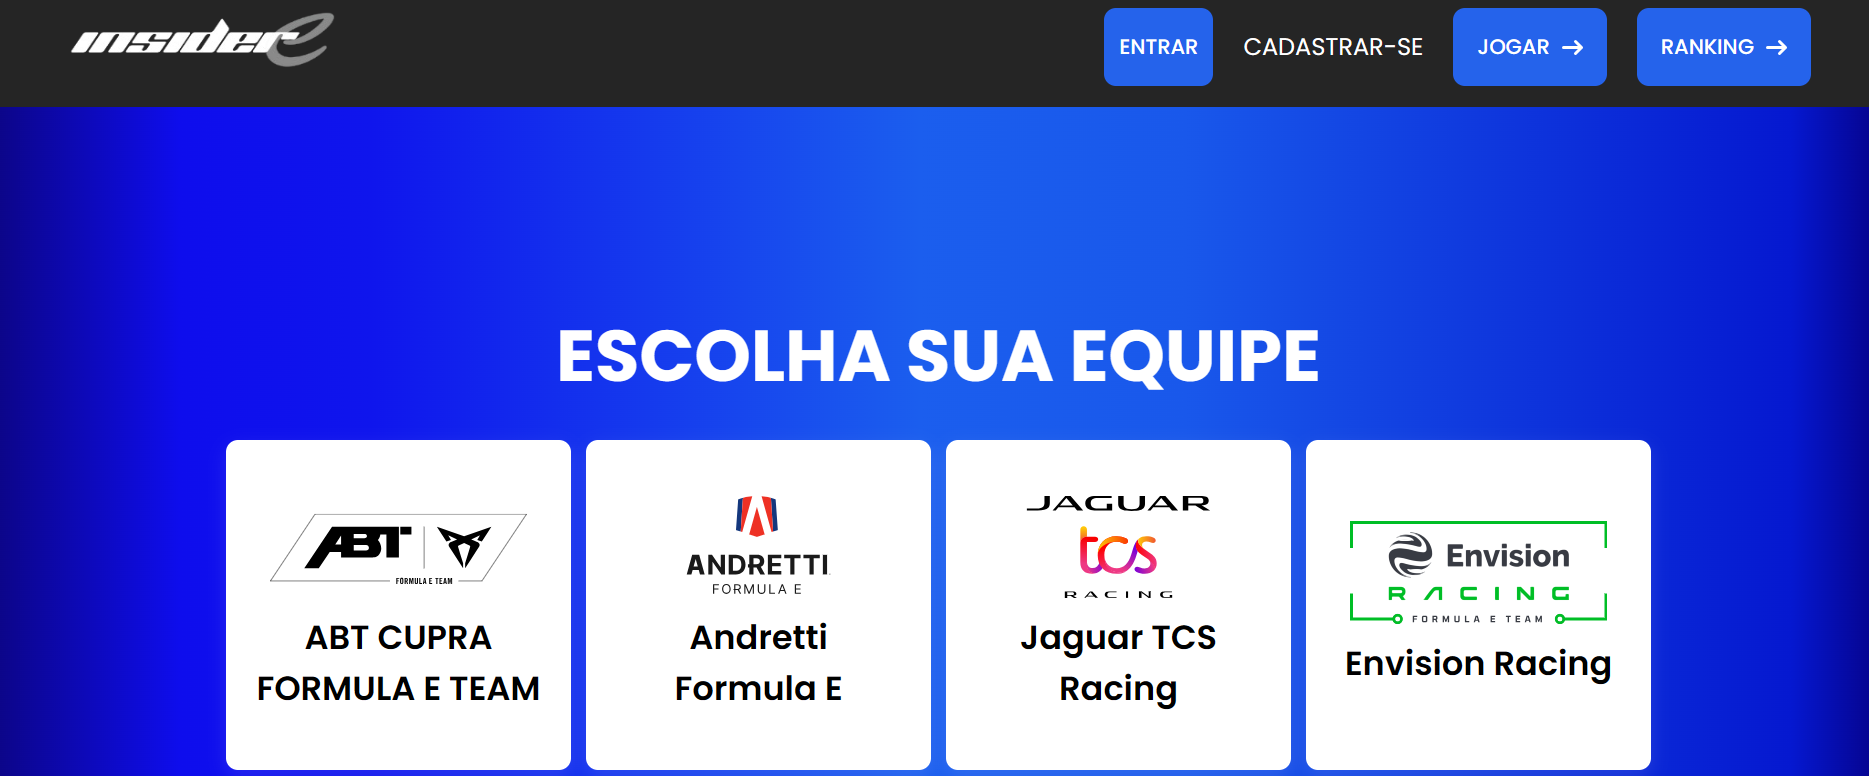 insider e
ENTRAR
CADASTRAR-SE
JOGAR →
RANKING →
ESCOLHA SUA EQUIPE
ABT
FORMULA E TEAM
ABT CUPRA
FORMULA E TEAM
ANDRETTI
FORMULA E
Andretti
Formula E
JAGUAR
tcs
RACING
Jaguar TCS
Racing
Envision
RACING
FORMULA E TEAM
Envision Racing